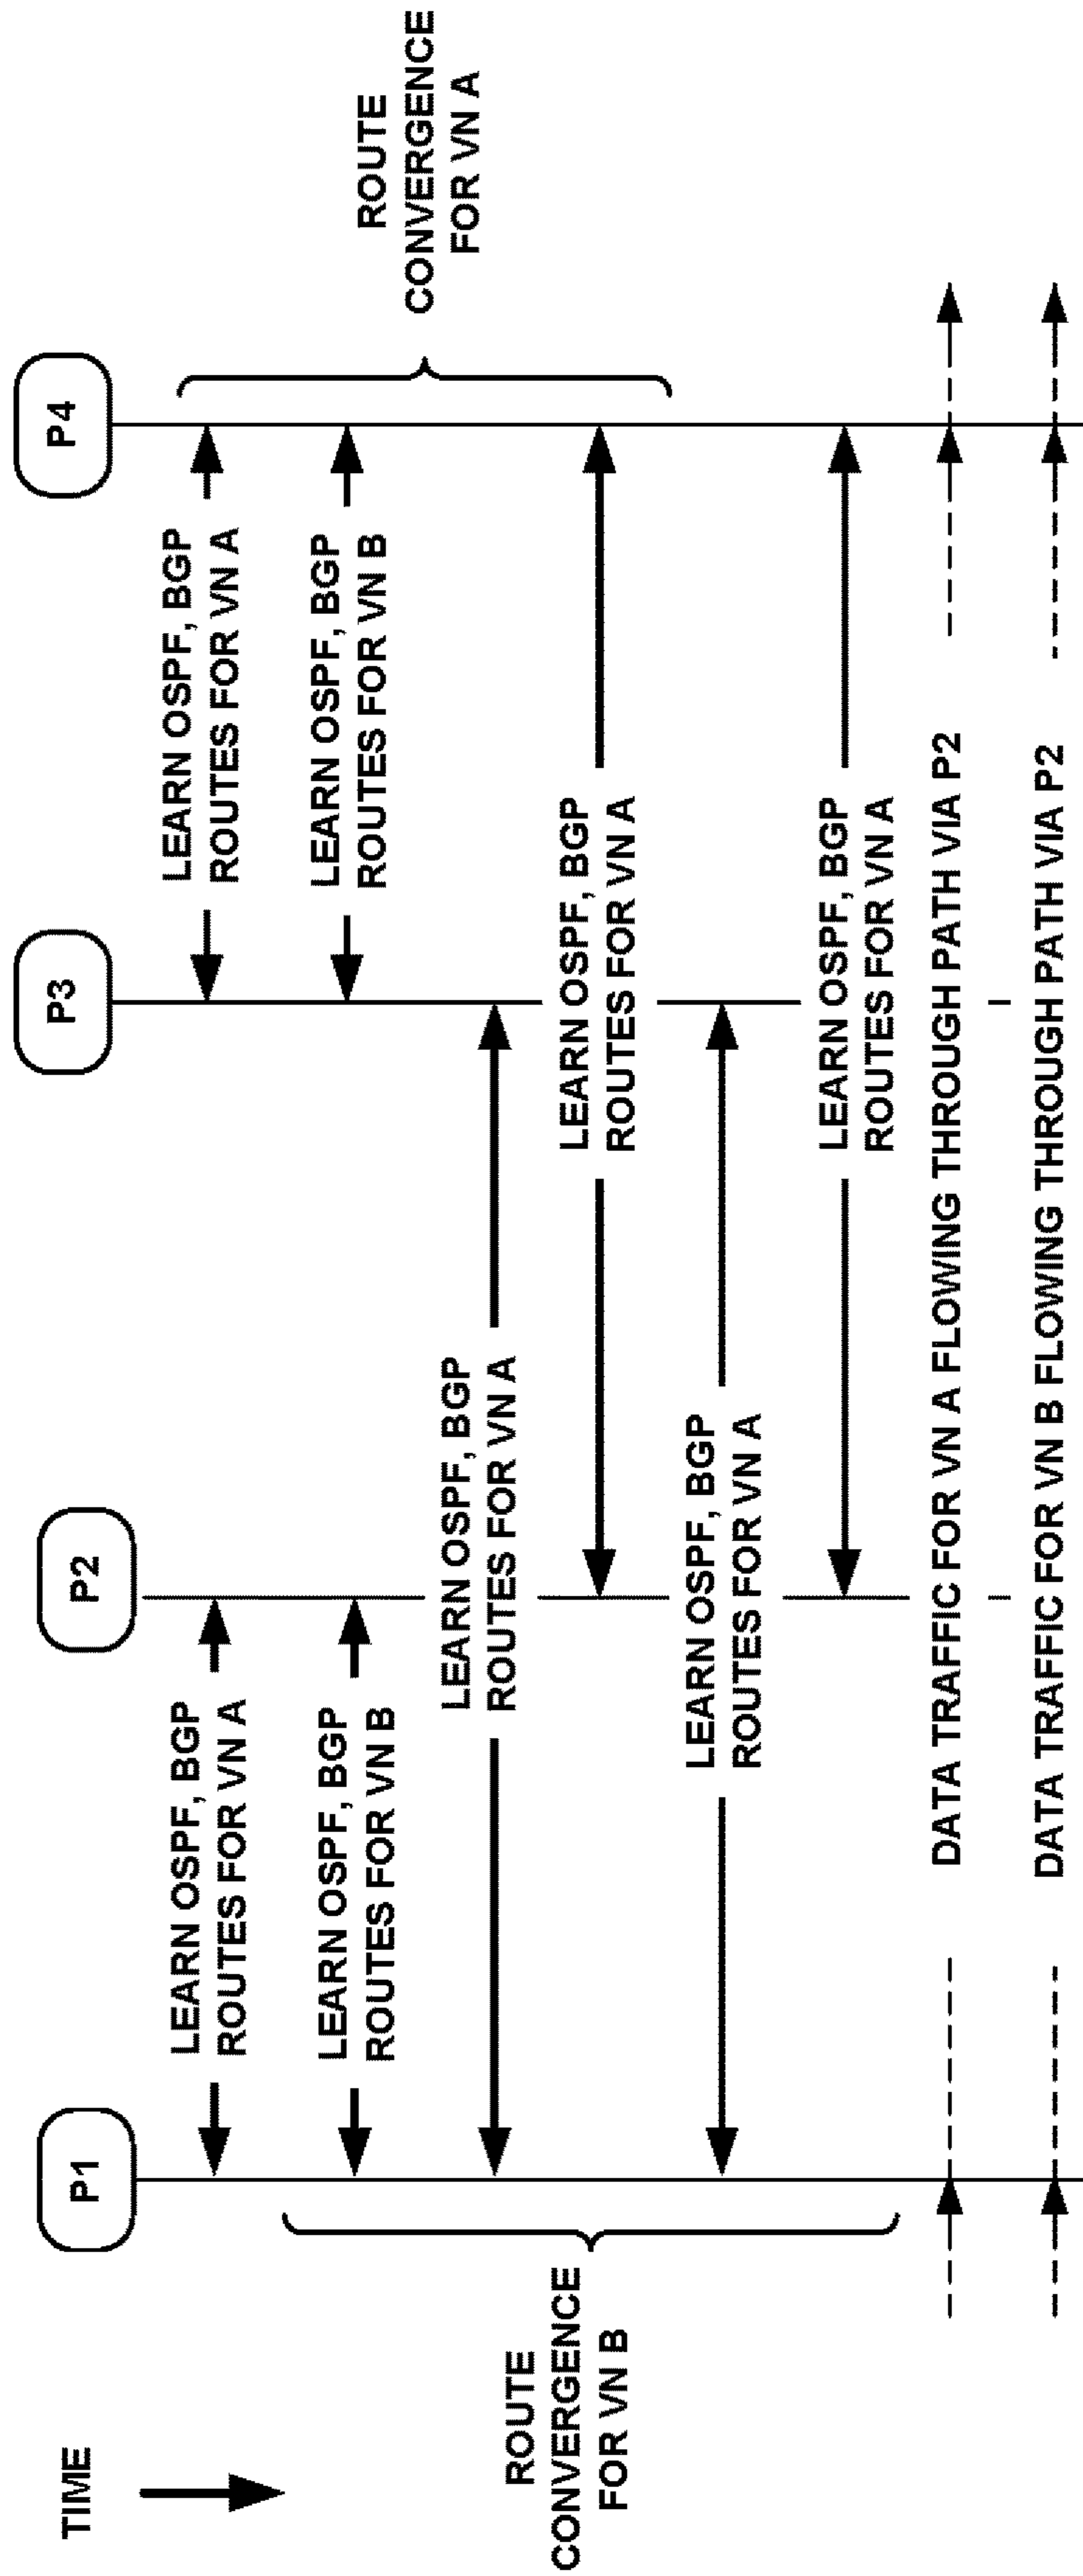 TIME
P1
P2
P3
P4
LEARN OSPF, BGP
ROUTES FOR VN A
LEARN OSPF, BGP
ROUTES FOR VN A
LEARN OSPF, BGP
ROUTES FOR VN B
LEARN OSPF, BGP
ROUTES FOR VN B
ROUTE
CONVERGENCE
FOR VN A
LEARN OSPF, BGP
ROUTES FOR VN A
ROUTE
CONVERGENCE
FOR VN B
LEARN OSPF, BGP
ROUTES FOR VN A
LEARN OSPF, BGP
ROUTES FOR VN A
LEARN OSPF, BGP
ROUTES FOR VN A
DATA TRAFFIC FOR VN A FLOWING THROUGH PATH VIA P2
DATA TRAFFIC FOR VN B FLOWING THROUGH PATH VIA P2